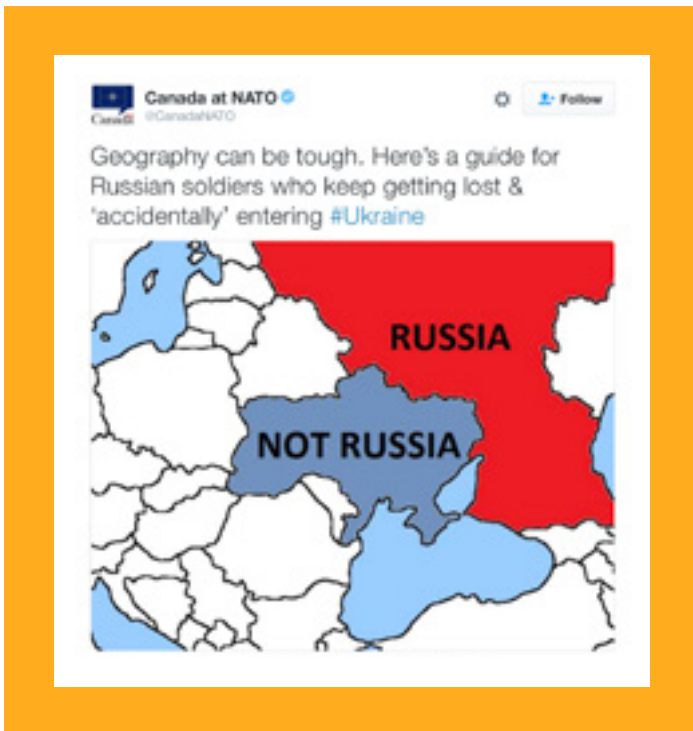 Canada at NATO
Canada
@CanadaNATO
Follow
Geography can be tough. Here's a guide for
Russian soldiers who keep getting lost &
'accidentally' entering #Ukraine
RUSSIA
NOT RUSSIA